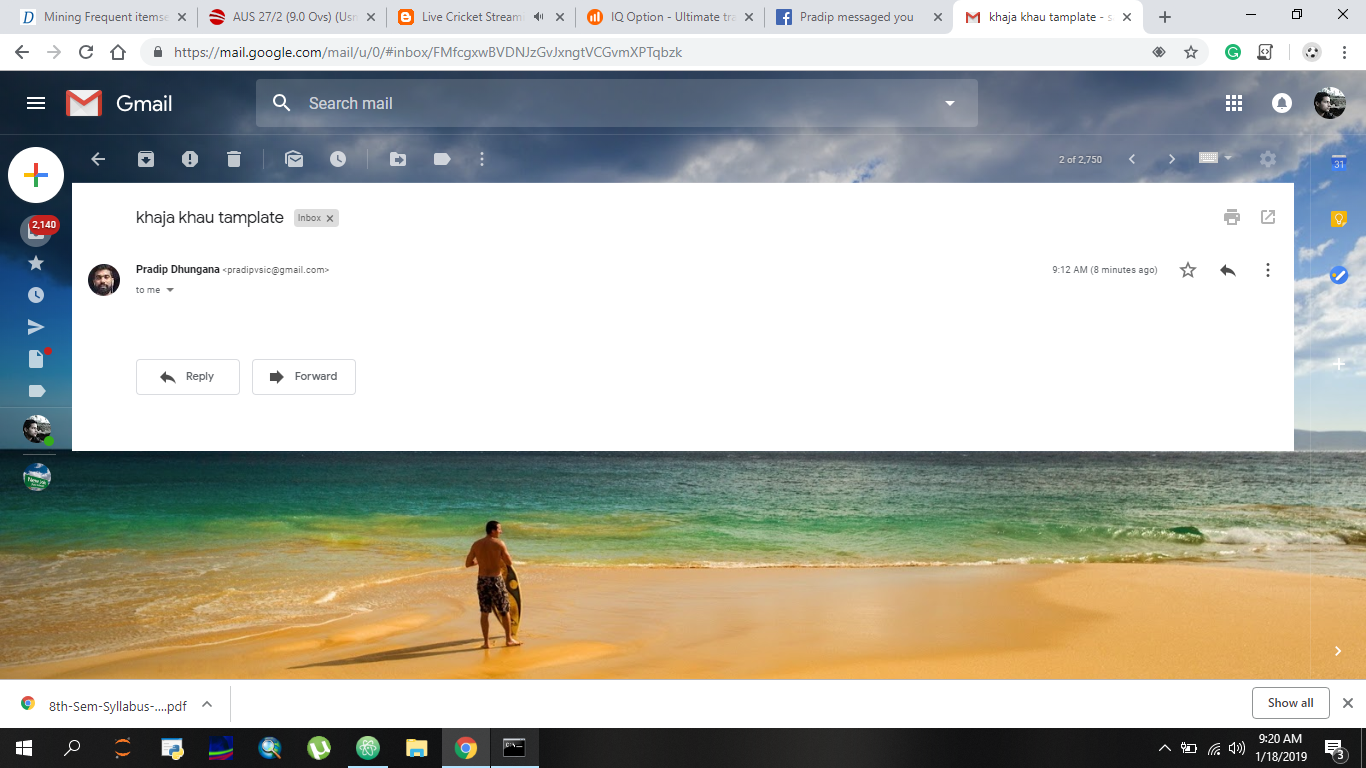 Mining Frequent itemse
AUS 27/2 (9.0 Ovs) (Usm
Live Cricket Streami
IQ Option - Ultimate tra
Pradip messaged you
khaja khau tamplate - s
https://mail.google.com/mail/u/0/#inbox/FMfcgxwBVDNJzGvJxngtVCGvmXPTqbzk
Gmail
Search mail
2 of 2,750
31
2,140
khaja khau tamplate
Inbox x
Pradip Dhungana <pradipvsic@gmail.com>
9:12 AM (8 minutes ago)
to me
Reply
Forward
8th-Sem-Syllabus-....pdf
Show all
9:20 AM
1/18/2019
3